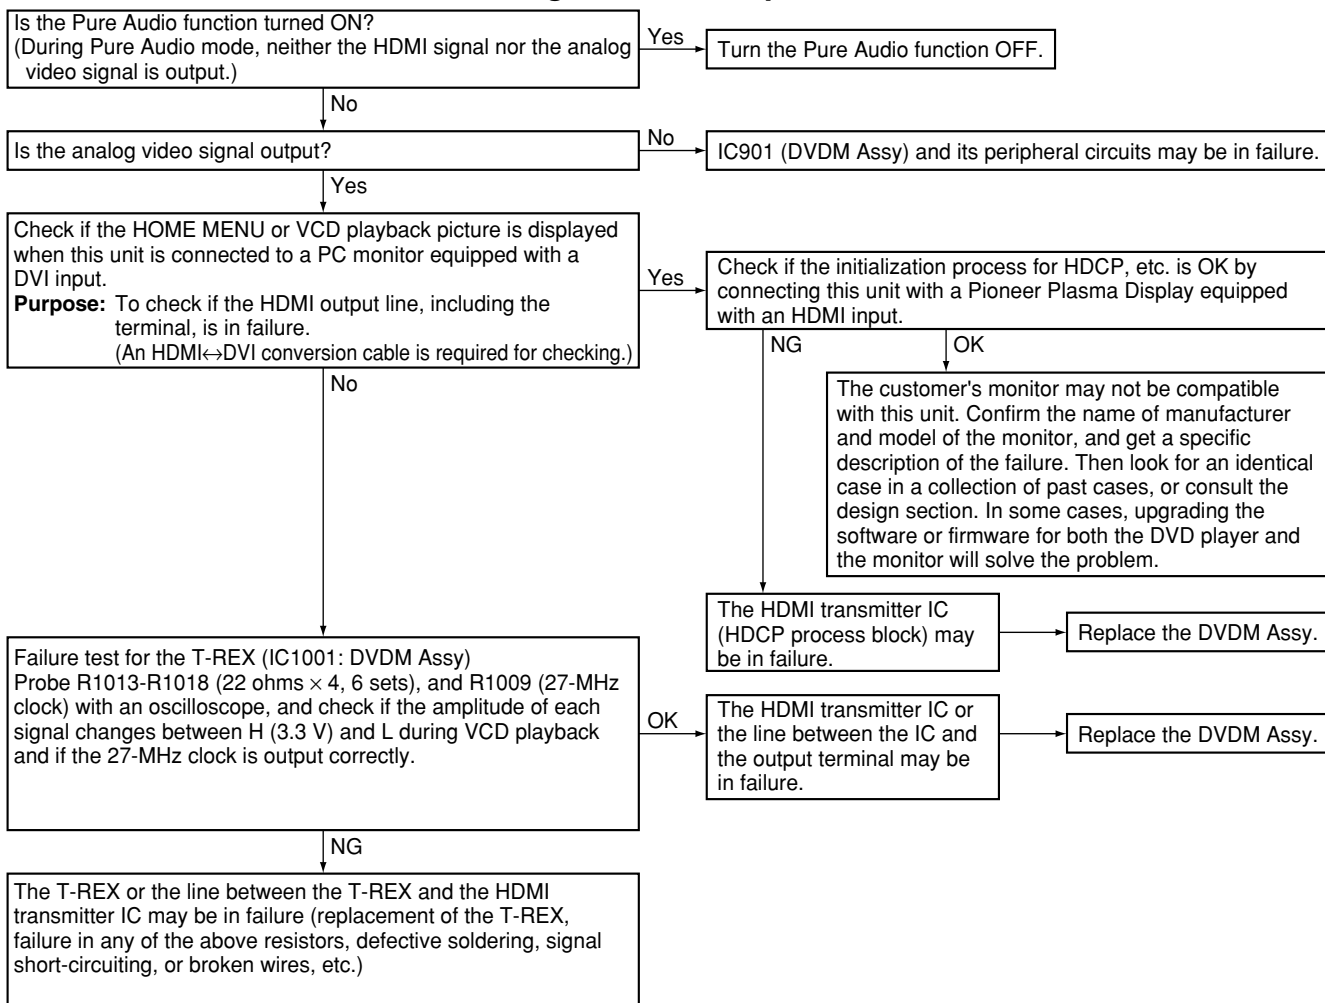 Is the Pure Audio function turned ON?
(During Pure Audio mode, neither the HDMI signal nor the analog
video signal is output.)
Yes
Turn the Pure Audio function OFF.
No
Is the analog video signal output?
No
IC901 (DVDM Assy) and its peripheral circuits may be in failure.
Yes
Check if the HOME MENU or VCD playback picture is displayed
when this unit is connected to a PC monitor equipped with a
DVI input.
Purpose: To check if the HDMI output line, including the
terminal, is in failure.
(An HDMI↔DVI conversion cable is required for checking.)
Yes
Check if the initialization process for HDCP, etc. is OK by
connecting this unit with a Pioneer Plasma Display equipped
with an HDMI input.
NG
OK
The customer's monitor may not be compatible
with this unit. Confirm the name of manufacturer
and model of the monitor, and get a specific
description of the failure. Then look for an identical
case in a collection of past cases, or consult the
design section. In some cases, upgrading the
software or firmware for both the DVD player and
the monitor will solve the problem.
The HDMI transmitter IC
(HDCP process block) may
be in failure.
Replace the DVDM Assy.
No
Failure test for the T-REX (IC1001: DVDM Assy)
Probe R1013-R1018 (22 ohms × 4, 6 sets), and R1009 (27-MHz
clock) with an oscilloscope, and check if the amplitude of each
signal changes between H (3.3 V) and L during VCD playback
and if the 27-MHz clock is output correctly.
OK
The HDMI transmitter IC or
the line between the IC and
the output terminal may be
in failure.
Replace the DVDM Assy.
NG
The T-REX or the line between the T-REX and the HDMI
transmitter IC may be in failure (replacement of the T-REX,
failure in any of the above resistors, defective soldering, signal
short-circuiting, or broken wires, etc.)